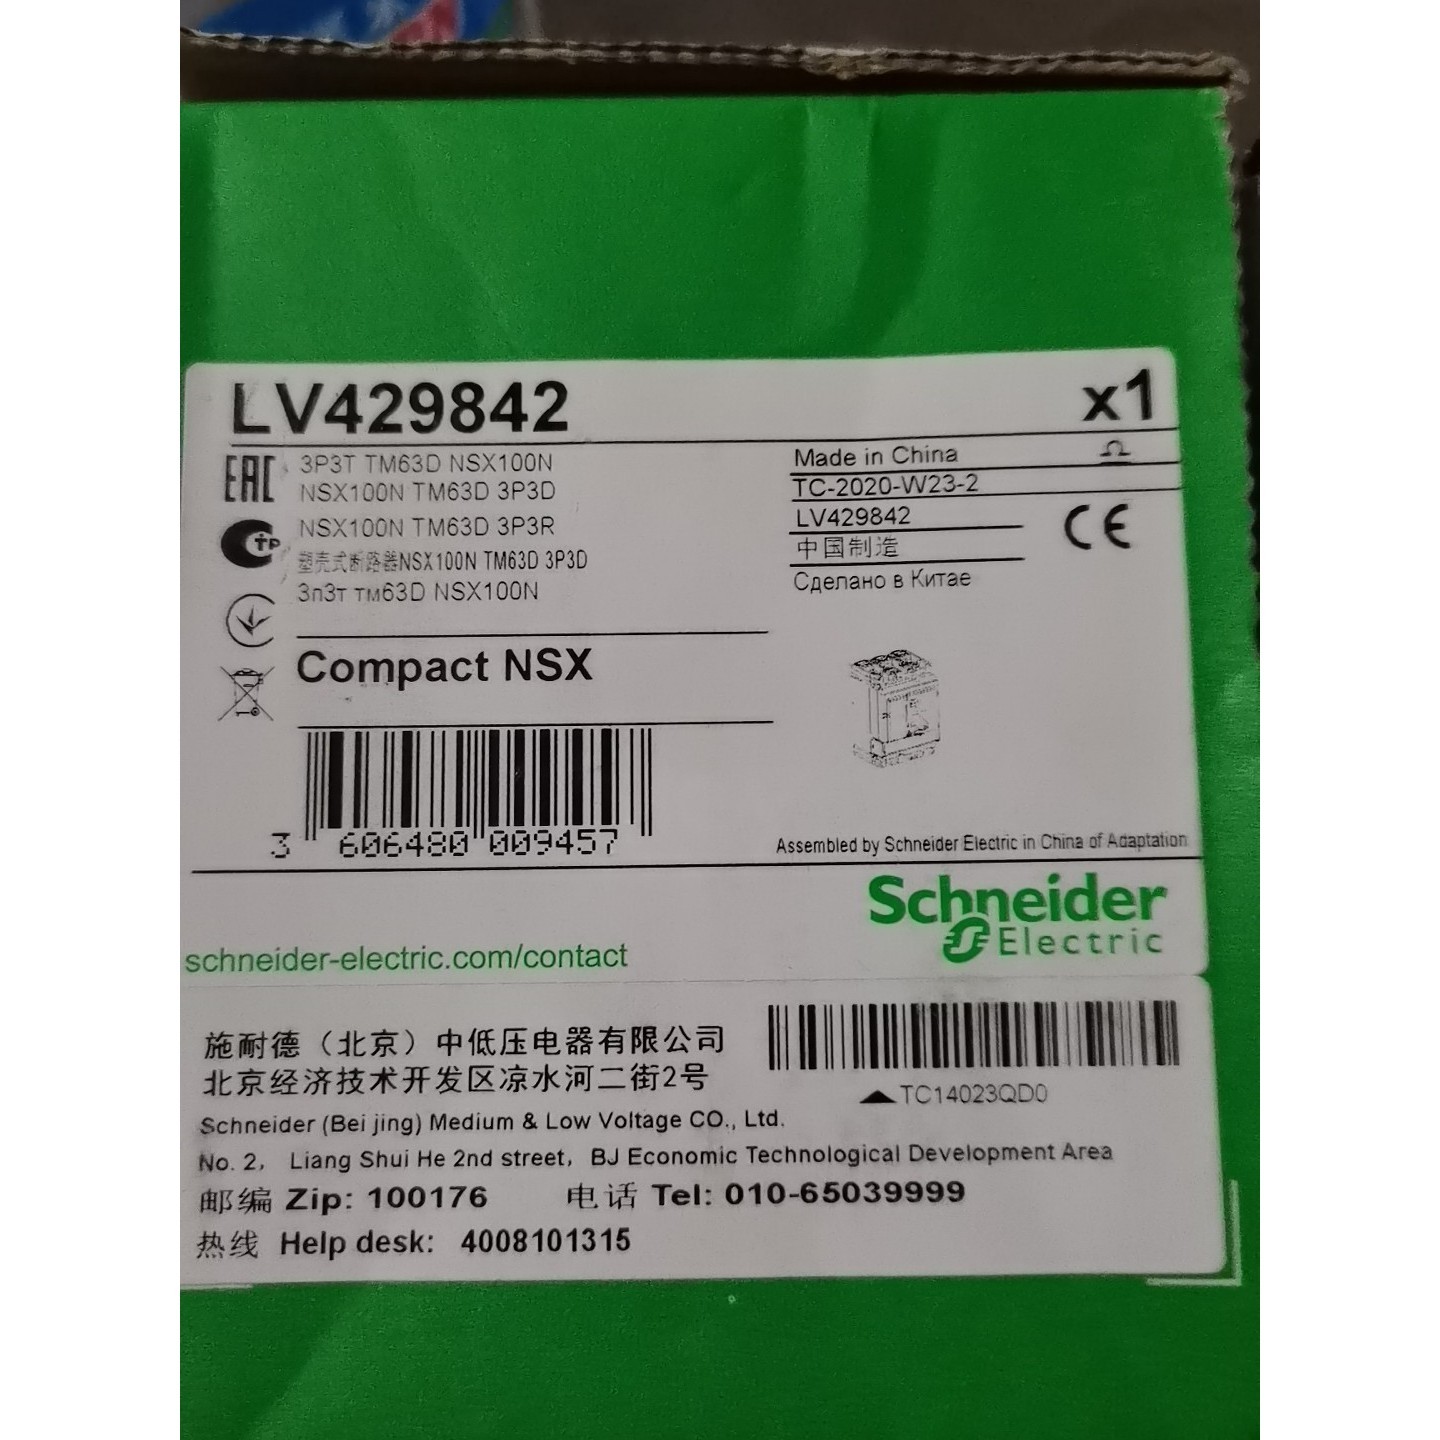 LV429842 x1
3P3T TM63D NSX100N
NSX100N TM63D 3P3D
NSX100N TM63D 3P3R
塑壳式断路器NSX100N TM63D 3P3D
3п3т тм63D NSX100N
EAC
Made in China
TC-2020-W23-2
LV429842
中国制造
Сделано в Китае
CE
Compact NSX
3 606480 009457
Assembled by Schneider Electric in China of Adaptation
Schneider
Electric
schneider-electric.com/contact
施耐德（北京）中低压电器有限公司
北京经济技术开发区凉水河二街2号
TC14023QD0
Schneider (Bei jing) Medium & Low Voltage CO., Ltd.
No. 2, Liang Shui He 2nd street, BJ Economic Technological Development Area
邮编 Zip: 100176 电话 Tel: 010-65039999
热线 Help desk: 4008101315